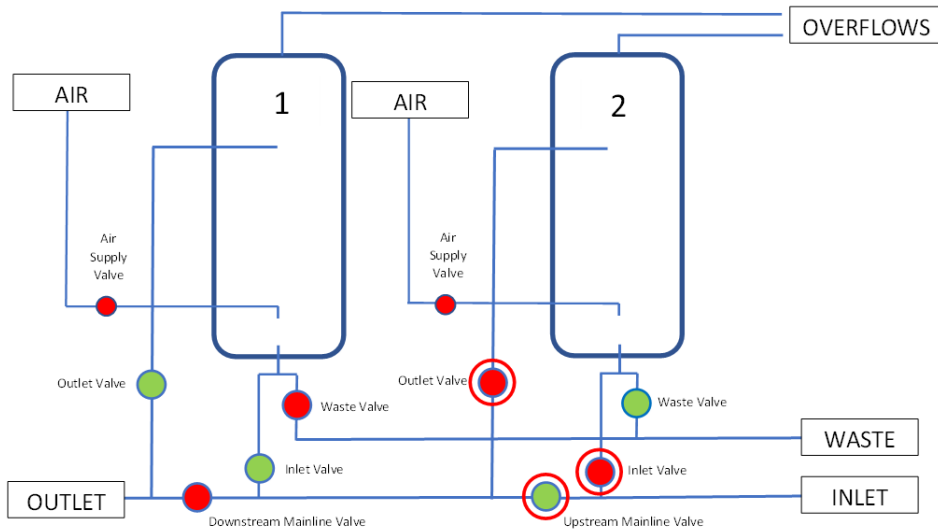 OVERFLOWS
1
2
AIR
AIR
Air
Supply
Valve
Air
Supply
Valve
Outlet Valve
Waste Valve
Outlet Valve
Waste Valve
WASTE
Inlet Valve
Inlet Valve
OUTLET
INLET
Downstream Mainline Valve
Upstream Mainline Valve